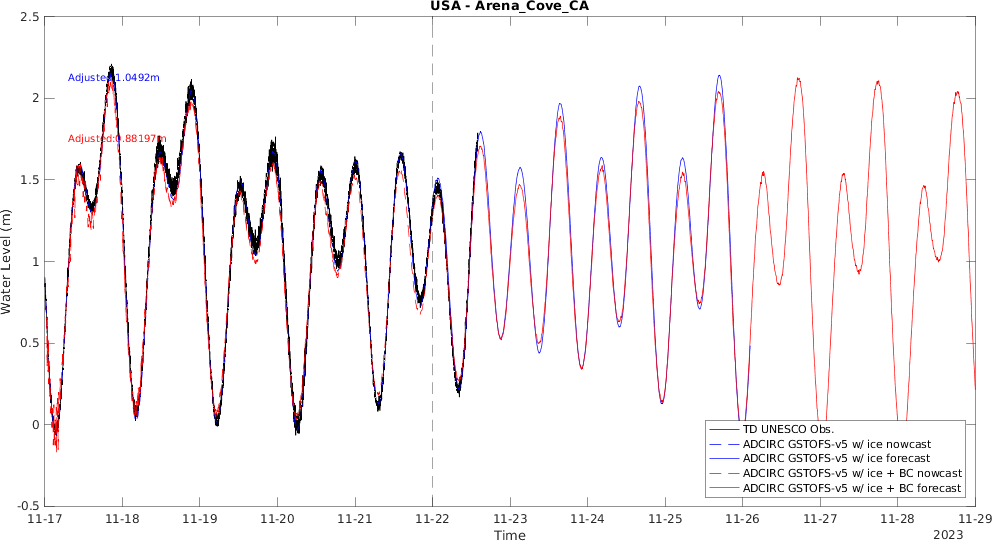 USA - Arena_Cove_CA
2.5
2
1.5
1
0.5
0
-0.5
Water Level (m)
Adjusted:1.0492m
Adjusted:0.88197m
TD UNESCO Obs.
ADCIRC GSTOFS-v5 w/ ice nowcast
ADCIRC GSTOFS-v5 w/ ice forecast
ADCIRC GSTOFS-v5 w/ ice + BC nowcast
ADCIRC GSTOFS-v5 w/ ice + BC forecast
11-17 11-18 11-19 11-20 11-21 11-22 11-23 11-24 11-25 11-26 11-27 11-28 11-29
Time
2023